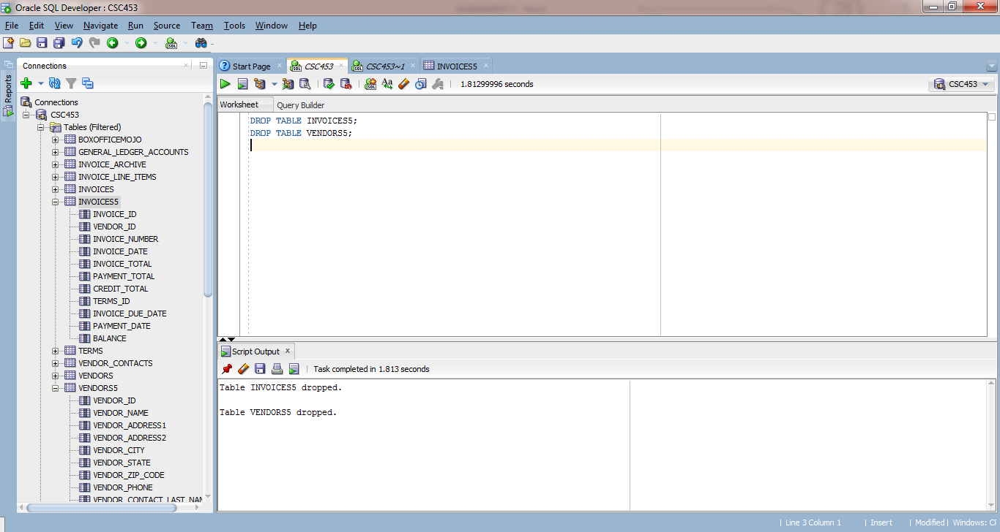 Oracle SQL Developer : CSC453
File Edit View Navigate Run Source Team Tools Window Help
Reports
Connections
Connections
CSC453
Tables (Filtered)
BOXOFFICEMOJO
GENERAL_LEDGER_ACCOUNTS
INVOICE_ARCHIVE
INVOICE_LINE_ITEMS
INVOICES
INVOICES5
INVOICE_ID
VENDOR_ID
INVOICE_NUMBER
INVOICE_DATE
INVOICE_TOTAL
PAYMENT_TOTAL
CREDIT_TOTAL
TERMS_ID
INVOICE_DUE_DATE
PAYMENT_DATE
BALANCE
TERMS
VENDOR_CONTACTS
VENDORS
VENDORS5
VENDOR_ID
VENDOR_NAME
VENDOR_ADDRESS1
VENDOR_ADDRESS2
VENDOR_CITY
VENDOR_STATE
VENDOR_ZIP_CODE
VENDOR_PHONE
VENDOR_CONTACT_LAST_NAM
Start Page CSC453 CSC453~1 INVOICES5
1.81299996 seconds
CSC453
Worksheet Query Builder
DROP TABLE INVOICES5;
DROP TABLE VENDORS5;
Script Output
Task completed in 1.813 seconds
Table INVOICES5 dropped.
Table VENDORS5 dropped.
Line 3 Column 1 | Insert | Modified | Windows: CF